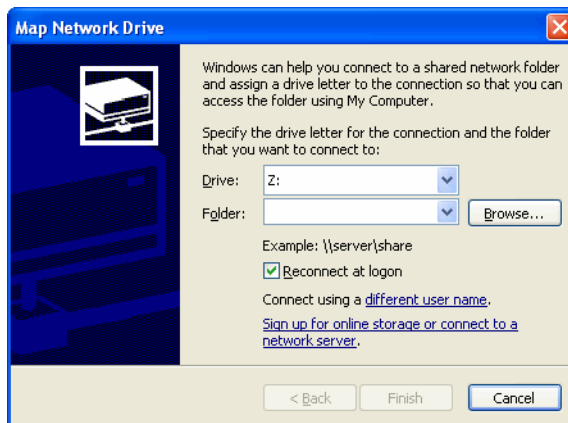 Map Network Drive
Windows can help you connect to a shared network folder
and assign a drive letter to the connection so that you can
access the folder using My Computer.
Specify the drive letter for the connection and the folder
that you want to connect to:
Drive: Z:
Folder: Browse...
Example: \\server\share
Reconnect at logon
Connect using a different user name.
Sign up for online storage or connect to a
network server.
< Back Finish Cancel